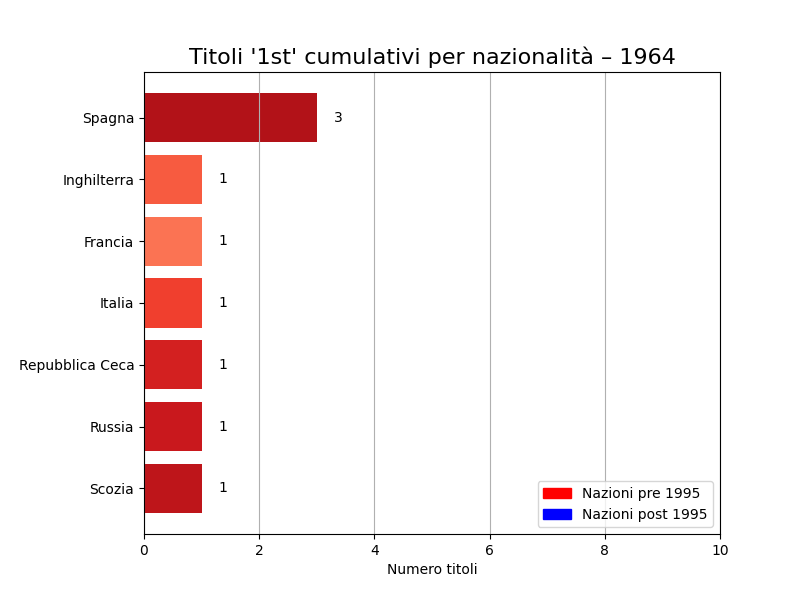 Titoli '1st' cumulativi per nazionalità – 1964
Spagna 3
Inghilterra 1
Francia 1
Italia 1
Repubblica Ceca 1
Russia 1
Scozia 1
Nazioni pre 1995
Nazioni post 1995
0 2 4 6 8 10
Numero titoli